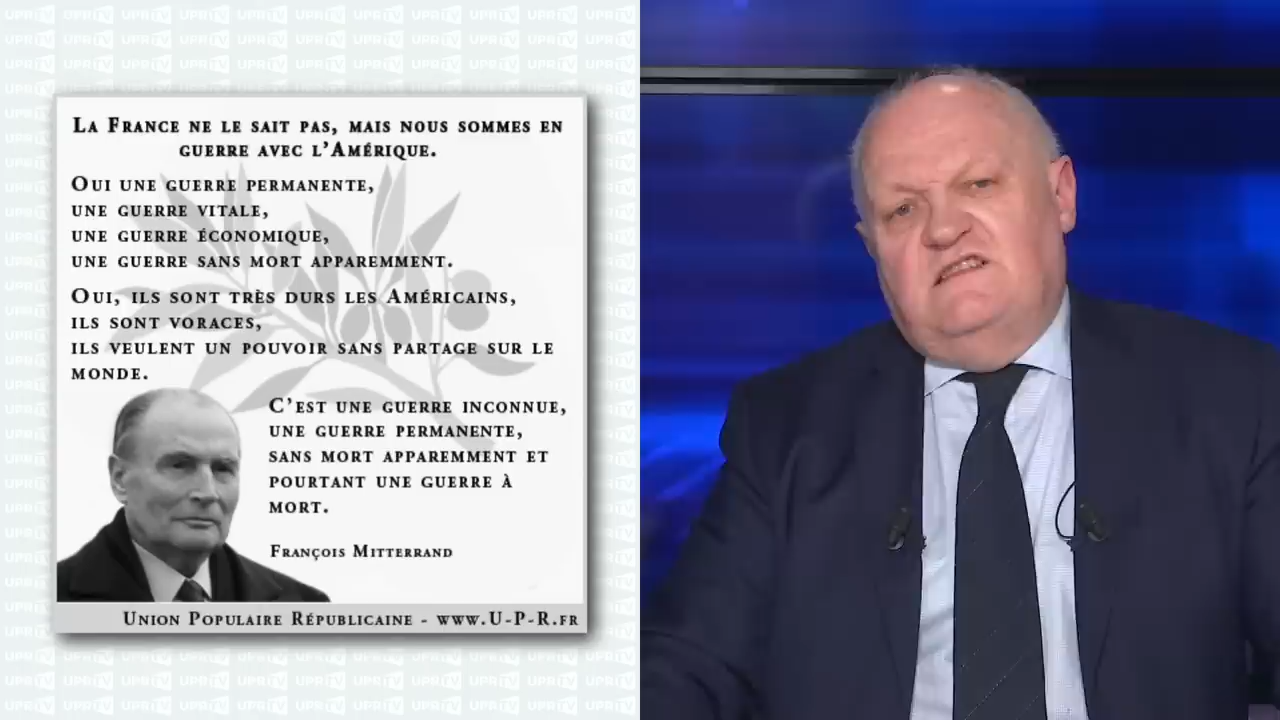 La France ne le sait pas, mais nous sommes en
guerre avec l'Amérique.
Oui une guerre permanente,
une guerre vitale,
une guerre économique,
une guerre sans mort apparemment.
Oui, ils sont très durs les Américains,
ils sont voraces,
ils veulent un pouvoir sans partage sur le
monde.
C'est une guerre inconnue,
une guerre permanente,
sans mort apparemment et
pourtant une guerre à
mort.
François Mitterrand
Union Populaire Républicaine - www.U-P-R.fr